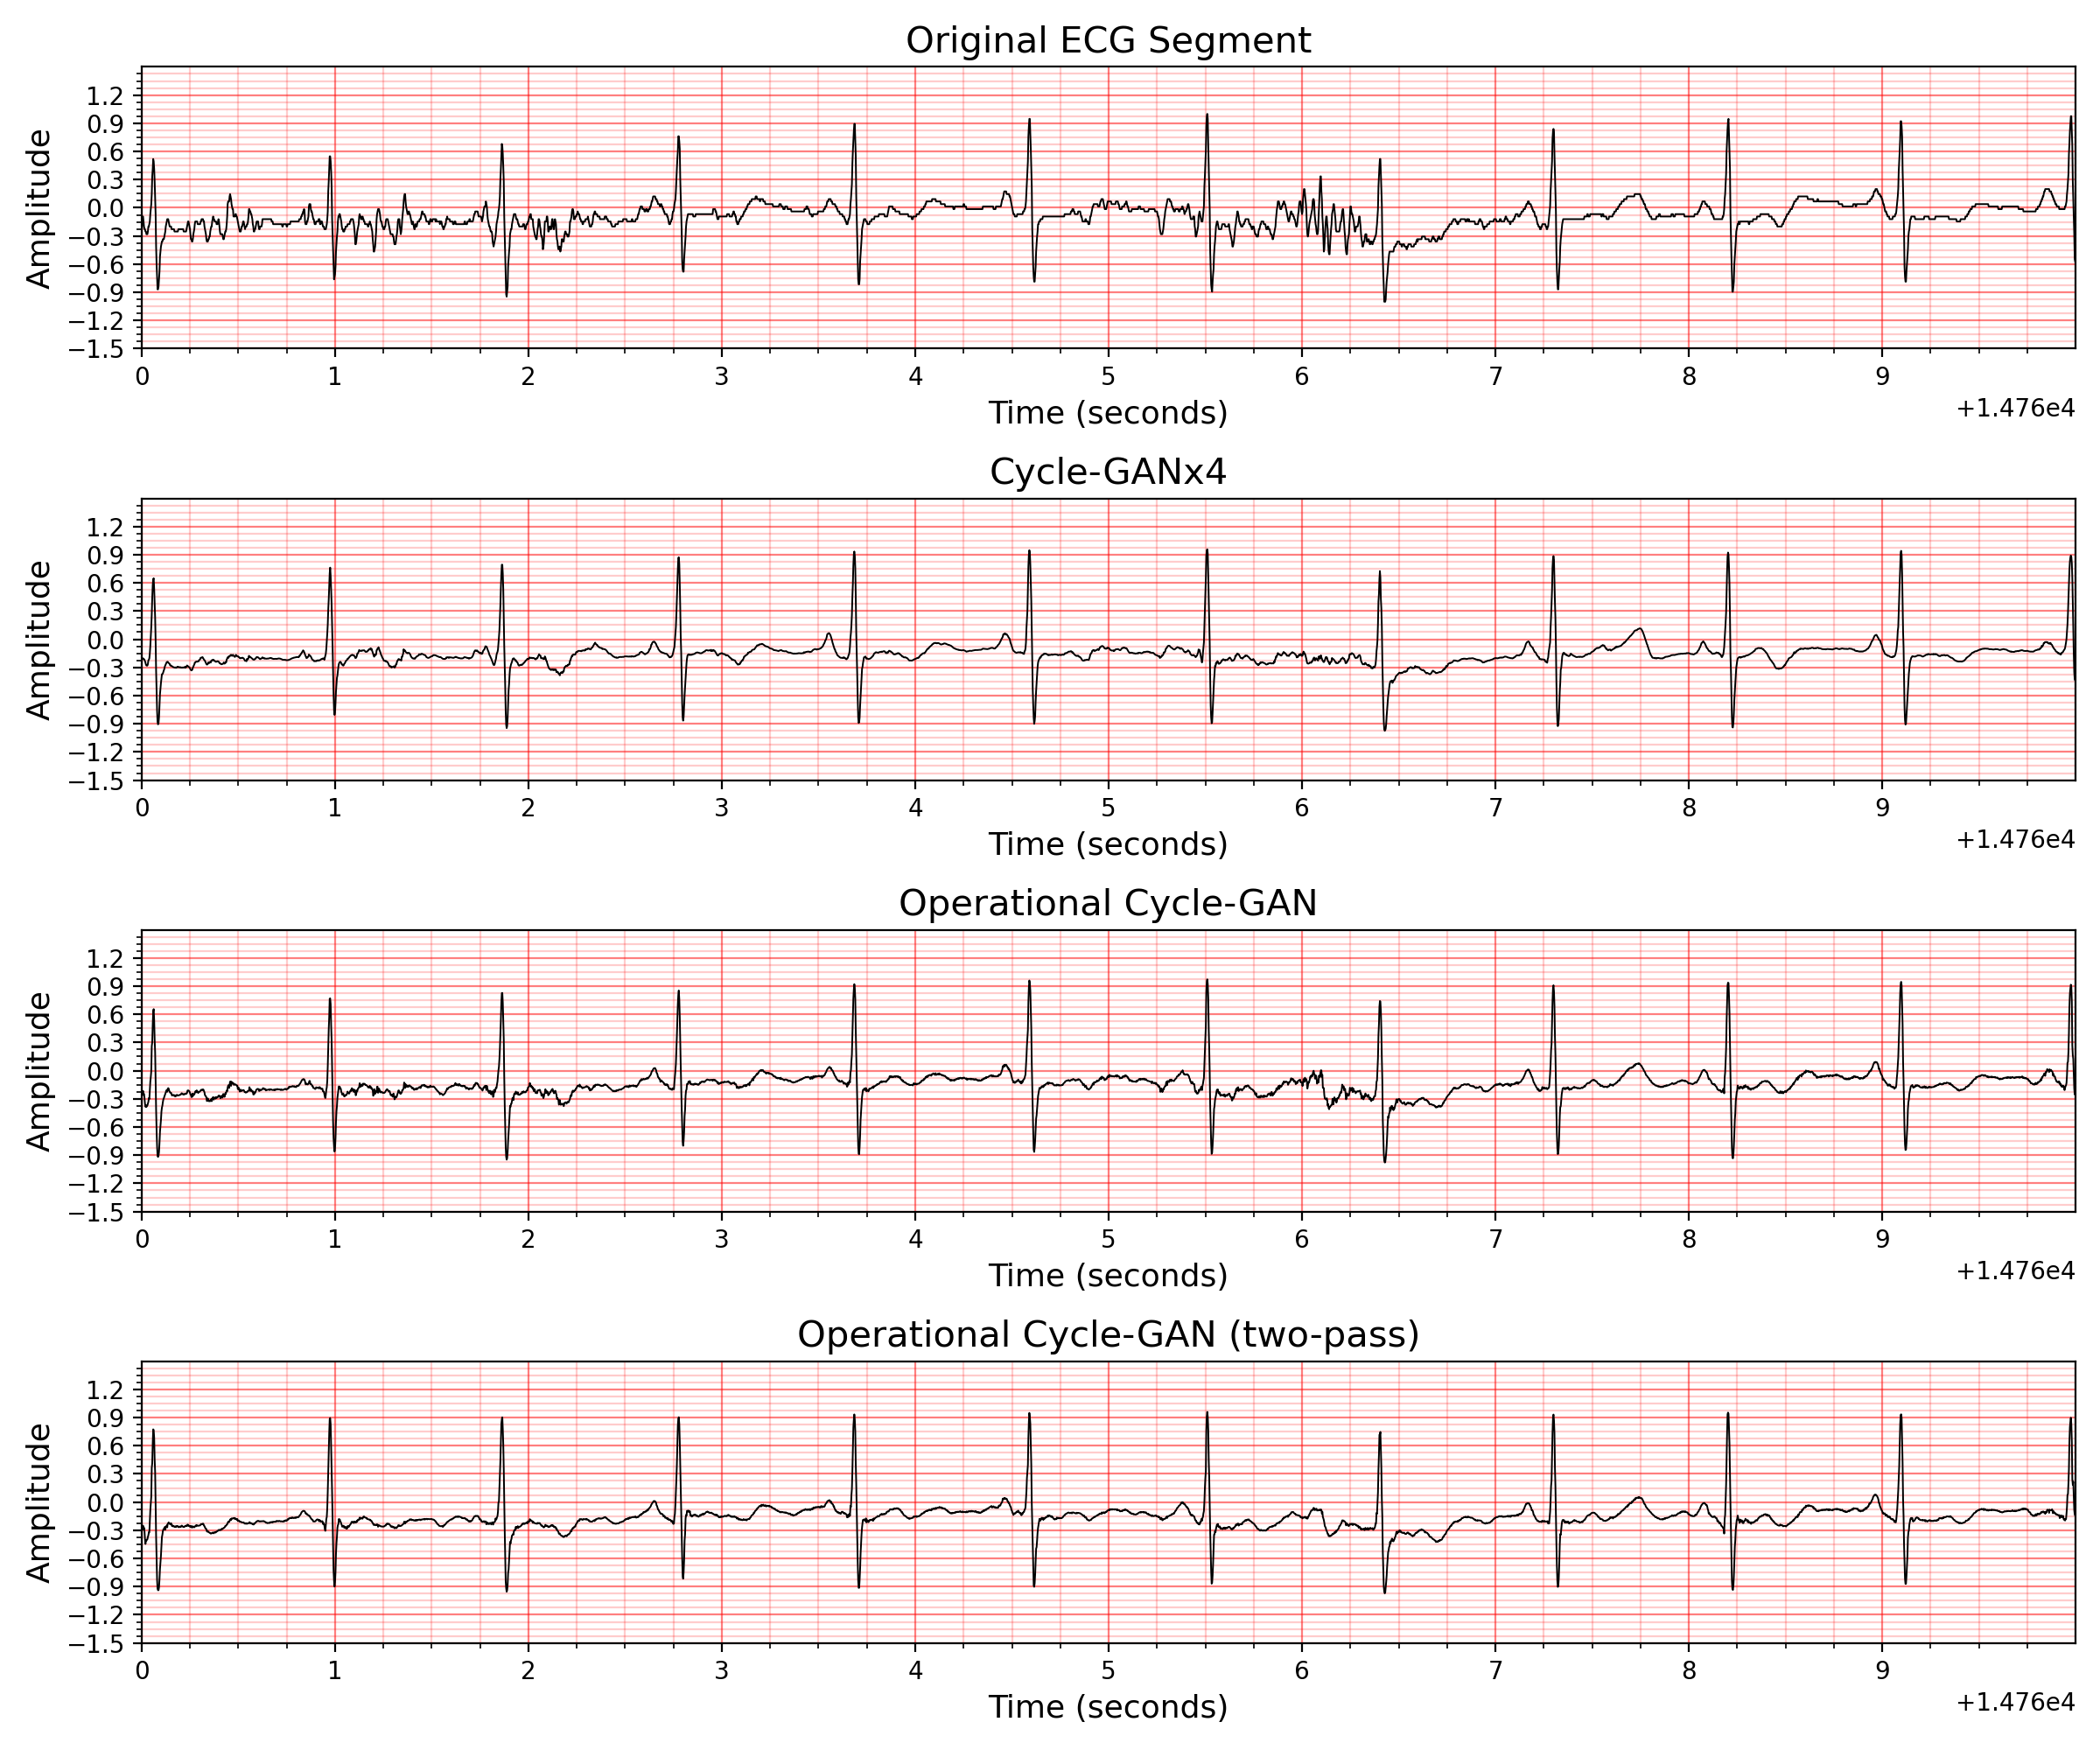 Original ECG Segment
Amplitude
1.2
0.9
0.6
0.3
0.0
−0.3
−0.6
−0.9
−1.2
−1.5
0 1 2 3 4 5 6 7 8 9
Time (seconds)
+1.476e4
Cycle-GANx4
Amplitude
1.2
0.9
0.6
0.3
0.0
−0.3
−0.6
−0.9
−1.2
−1.5
0 1 2 3 4 5 6 7 8 9
Time (seconds)
+1.476e4
Operational Cycle-GAN
Amplitude
1.2
0.9
0.6
0.3
0.0
−0.3
−0.6
−0.9
−1.2
−1.5
0 1 2 3 4 5 6 7 8 9
Time (seconds)
+1.476e4
Operational Cycle-GAN (two-pass)
Amplitude
1.2
0.9
0.6
0.3
0.0
−0.3
−0.6
−0.9
−1.2
−1.5
0 1 2 3 4 5 6 7 8 9
Time (seconds)
+1.476e4